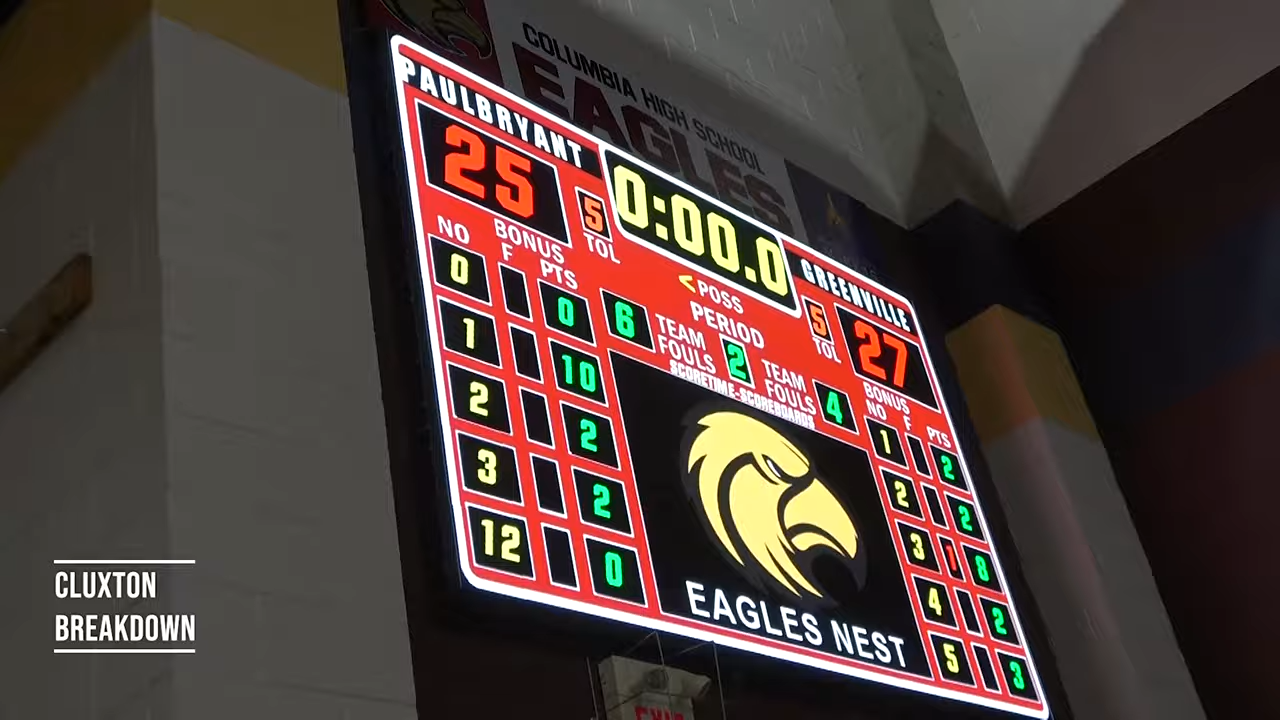 COLUMBIA HIGH SCHOOL
EAGLES
PAULBRYANT
25
5
TOL
0:00.0
GREENVILLE
27
5
TOL
<POSS
PERIOD
2
TEAM
FOULS
6
TEAM
FOULS
4
SCORETIME-SCOREBOARDS
BONUS
NO F PTS
0 0
1 10
2 2
3 2
12 0
BONUS
NO F PTS
1 2
2 2
3 1 8
4 2
5 3
EAGLES NEST
EXIT
CLUXTON
BREAKDOWN